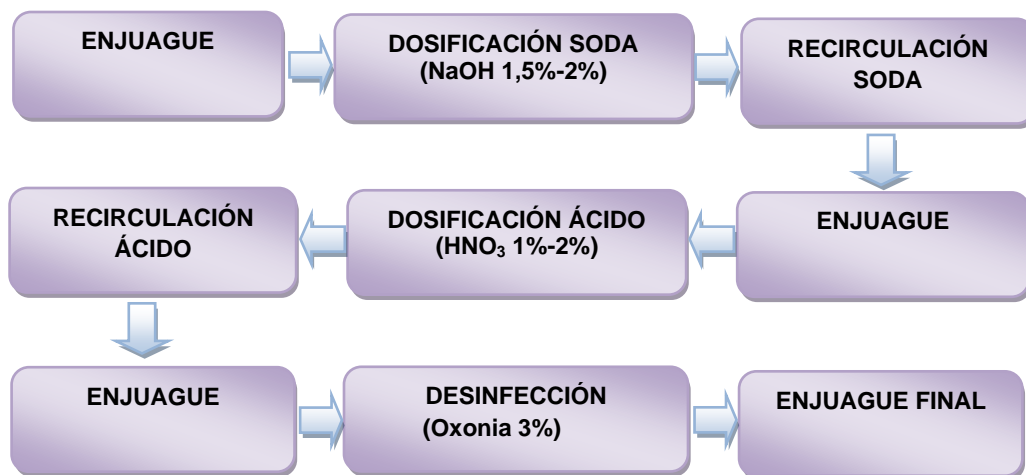 ENJUAGUE
DOSIFICACIÓN SODA
(NaOH 1,5%-2%)
RECIRCULACIÓN
SODA
ENJUAGUE
DOSIFICACIÓN ÁCIDO
(HNO₃ 1%-2%)
RECIRCULACIÓN
ÁCIDO
ENJUAGUE
DESINFECCIÓN
(Oxonia 3%)
ENJUAGUE FINAL